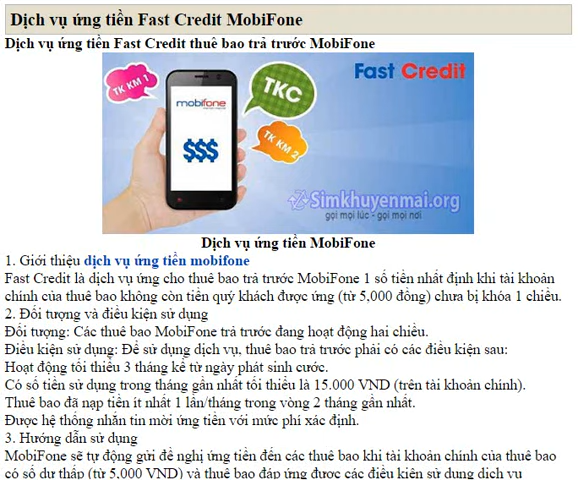 Dịch vụ ứng tiền Fast Credit MobiFone
Dịch vụ ứng tiền Fast Credit thuê bao trả trước MobiFone
TK KM 1
TKC
Fast Credit
mobifone
TK KM 2
$$$
Simkhuyenmai.org
gọi mọi lúc - gọi mọi nơi
Dịch vụ ứng tiền MobiFone
1. Giới thiệu dịch vụ ứng tiền mobifone
Fast Credit là dịch vụ ứng cho thuê bao trả trước MobiFone 1 số tiền nhất định khi tài khoản
chính của thuê bao không còn tiền quý khách được ứng (từ 5,000 đồng) chưa bị khóa 1 chiều.
2. Đối tượng và điều kiện sử dụng
Đối tượng: Các thuê bao MobiFone trả trước đang hoạt động hai chiều.
Điều kiện sử dụng: Để sử dụng dịch vụ, thuê bao trả trước phải có các điều kiện sau:
Hoạt động tối thiểu 3 tháng kể từ ngày phát sinh cước.
Có số tiền sử dụng trong tháng gần nhất tối thiểu là 15.000 VND (trên tài khoản chính).
Thuê bao đã nạp tiền ít nhất 1 lần/tháng trong vòng 2 tháng gần nhất.
Được hệ thống nhắn tin mời ứng tiền với mức phí xác định.
3. Hướng dẫn sử dụng
MobiFone sẽ tự động gửi đề nghị ứng tiền đến các thuê bao khi tài khoản chính của thuê bao
có số dư thấp (từ 5,000 VND) và thuê bao đáp ứng được các điều kiện sử dụng dịch vụ